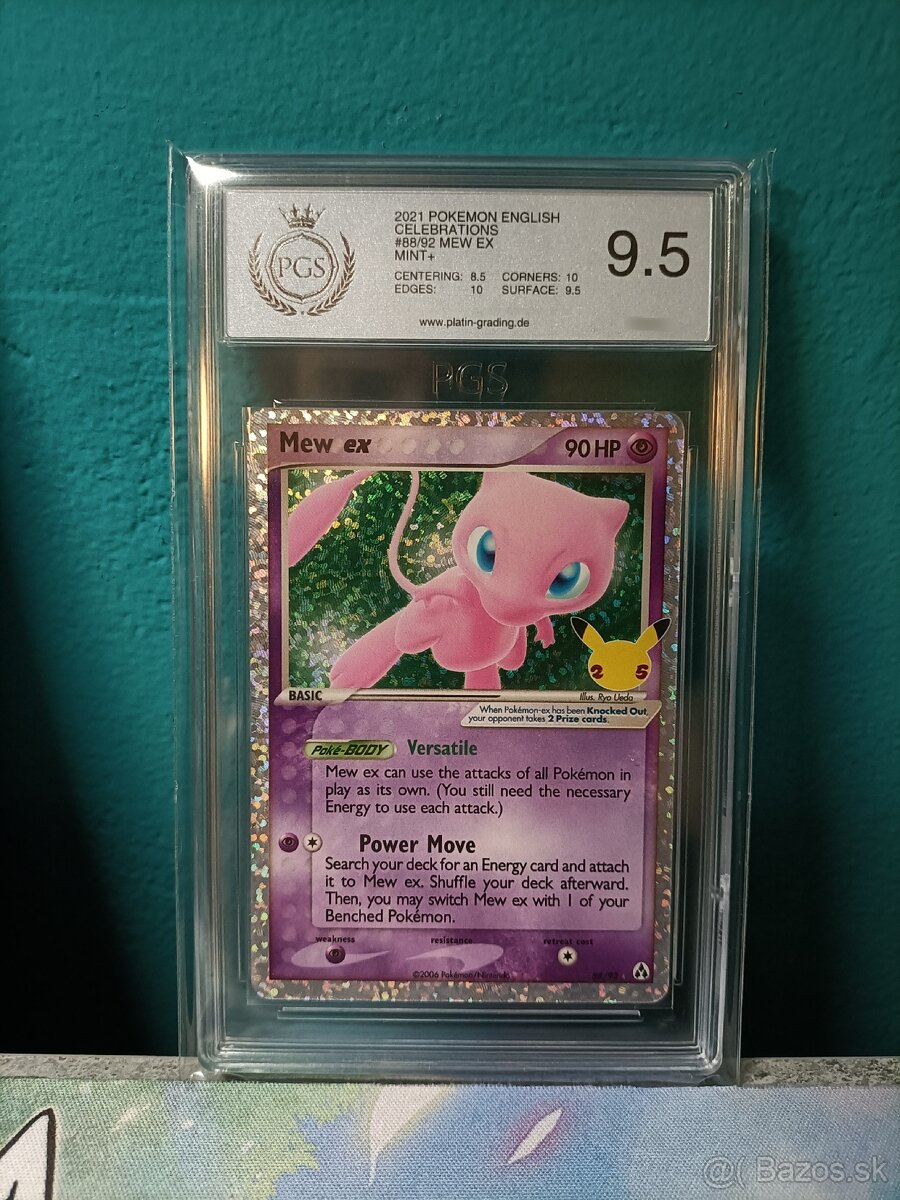 2021 POKEMON ENGLISH
CELEBRATIONS
#88/92 MEW EX
MINT+
CENTERING: 8.5 CORNERS: 10
EDGES: 10 SURFACE: 9.5
9.5
PGS
www.platin-grading.de
PGS
Mew ex
90 HP
2 5
BASIC
Illus. Ryo Ueda
When Pokémon-ex has been Knocked Out,
your opponent takes 2 Prize cards.
Poké-BODY Versatile
Mew ex can use the attacks of all Pokémon in
play as its own. (You still need the necessary
Energy to use each attack.)
Power Move
Search your deck for an Energy card and attach
it to Mew ex. Shuffle your deck afterward.
Then, you may switch Mew ex with 1 of your
Benched Pokémon.
weakness resistance retreat cost
©2006 Pokémon/Nintendo 88/92
@( Bazos.sk